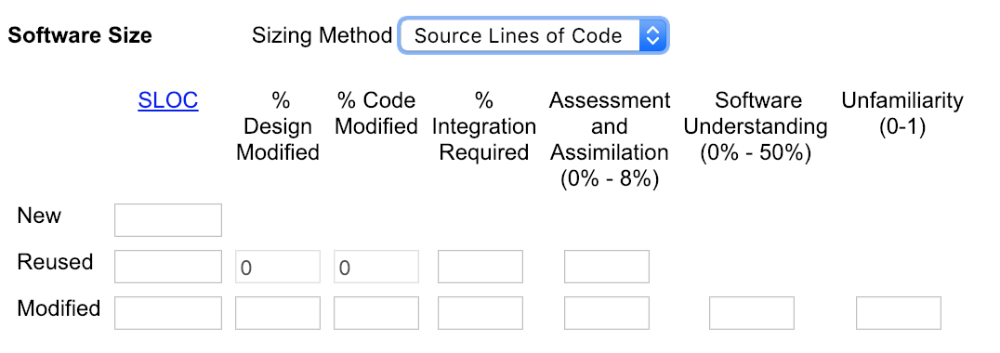 Software Size Sizing Method Source Lines of Code
SLOC % % Code % Assessment Software Unfamiliarity
Design Modified Integration and Understanding (0-1)
Modified Required Assimilation (0% - 50%)
(0% - 8%)
New
Reused 0 0
Modified